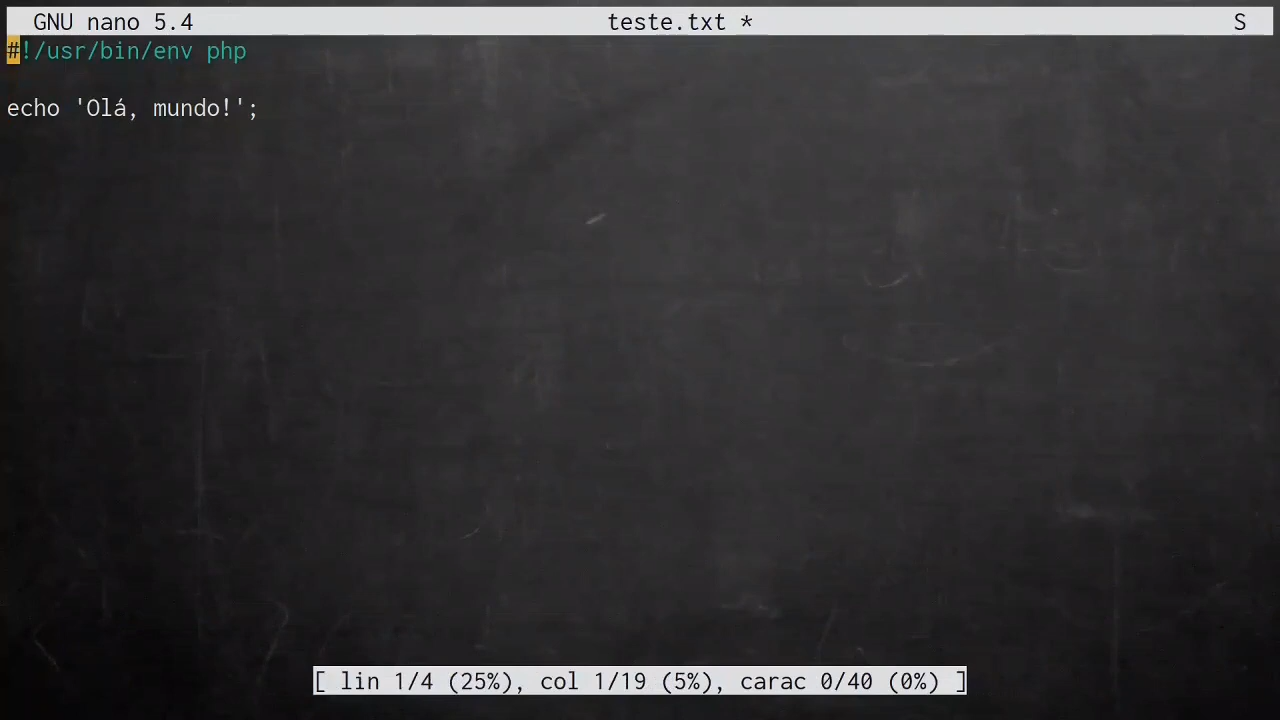 GNU nano 5.4 teste.txt * S
#!/usr/bin/env php
echo 'Olá, mundo!';
[ lin 1/4 (25%), col 1/19 (5%), carac 0/40 (0%) ]